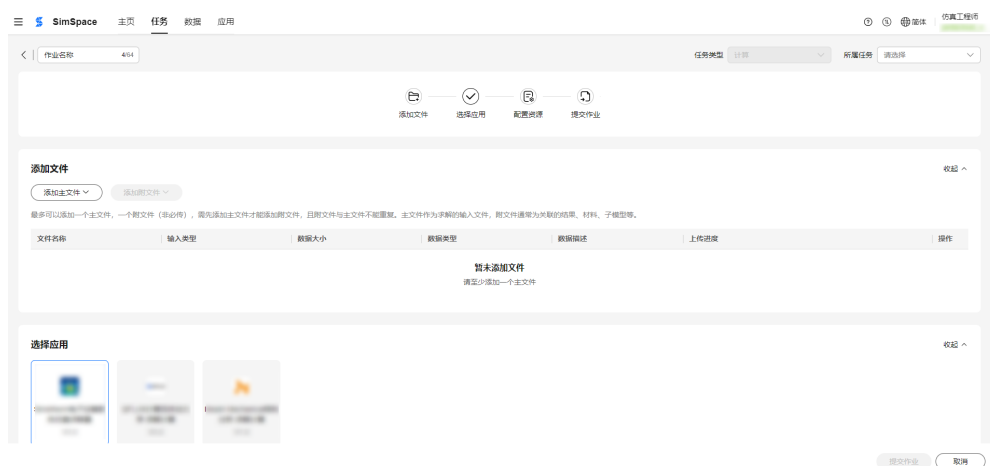 SimSpace 主页 任务 数据 应用 简体 仿真工程师
作业名称 4/64 任务类型 计算 所属任务 请选择
添加文件 选择应用 配置资源 提交作业
添加文件 收起
添加主文件 添加附文件
最多可以添加一个主文件，一个附文件（非必传），需先添加主文件才能添加附文件，且附文件与主文件不能重复。主文件作为求解的输入文件，附文件通常为关联的结果、材料、子模型等。
文件名称 输入类型 数据大小 数据类型 数据描述 上传进度 操作
暂未添加文件
请至少添加一个主文件
选择应用 收起
提交作业 取消